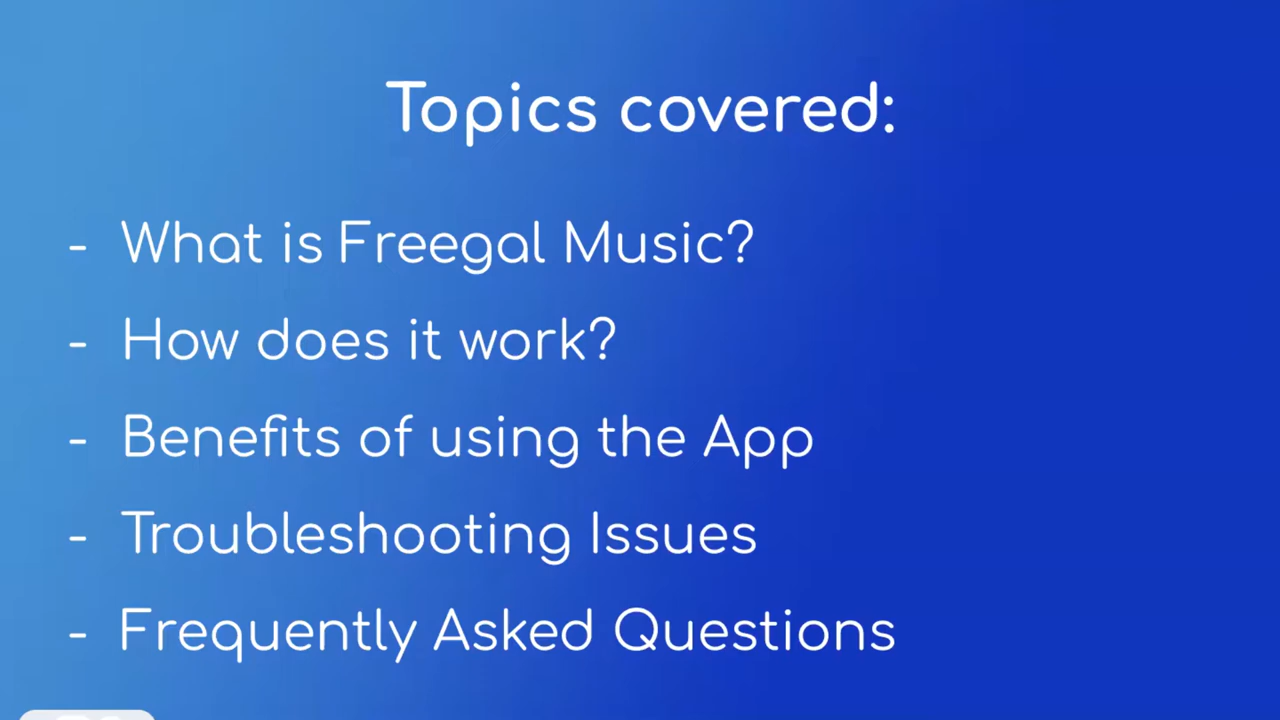 Topics covered:
- What is Freegal Music?
- How does it work?
- Benefits of using the App
- Troubleshooting Issues
- Frequently Asked Questions